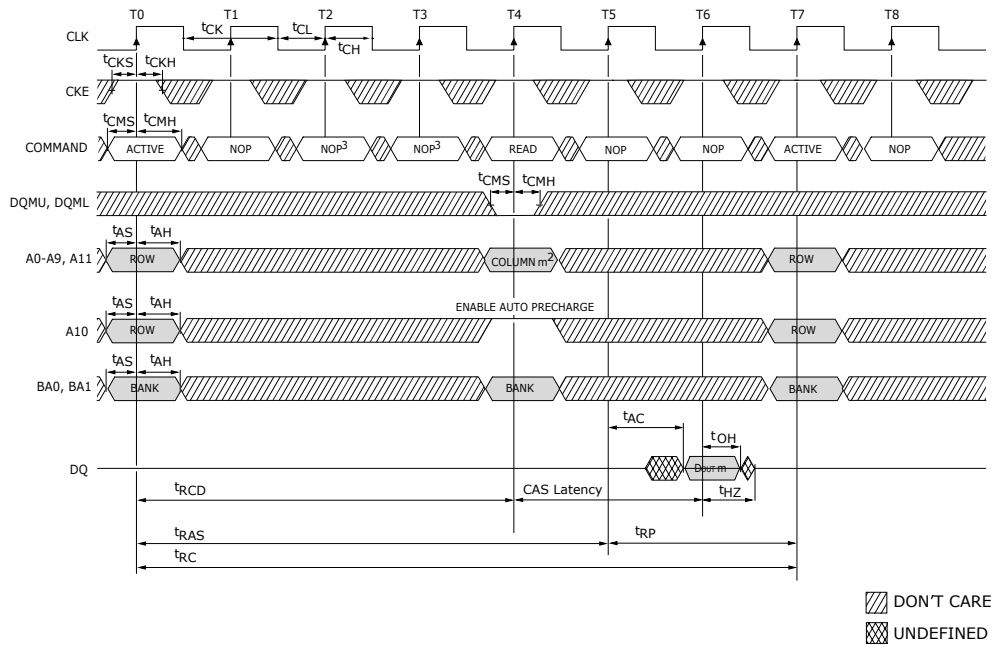 T0 T1 T2 T3 T4 T5 T6 T7 T8
CLK tCK tCL tCH
tCKS tCKH
CKE
tCMS tCMH
COMMAND ACTIVE NOP NOP3 NOP3 READ NOP NOP ACTIVE NOP
tCMS tCMH
DQMU, DQML
tAS tAH
A0-A9, A11 ROW COLUMN m2 ROW
ENABLE AUTO PRECHARGE
tAS tAH
A10 ROW ROW
tAS tAH
BA0, BA1 BANK BANK BANK
tAC
tOH
DQ DOUT m
tRCD CAS Latency tHZ
tRAS tRP
tRC
DON'T CARE
UNDEFINED